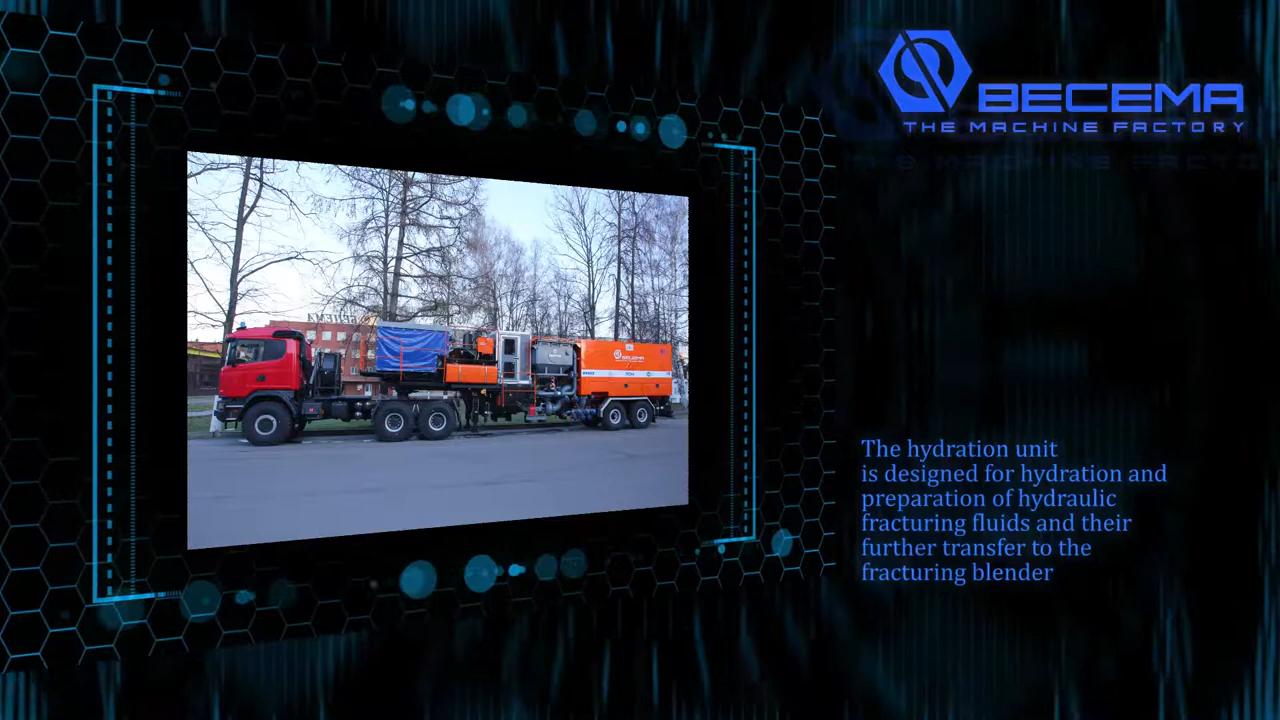 BECEMA
THE MACHINE FACTORY
BECEMA
The hydration unit
is designed for hydration and
preparation of hydraulic
fracturing fluids and their
further transfer to the
fracturing blender